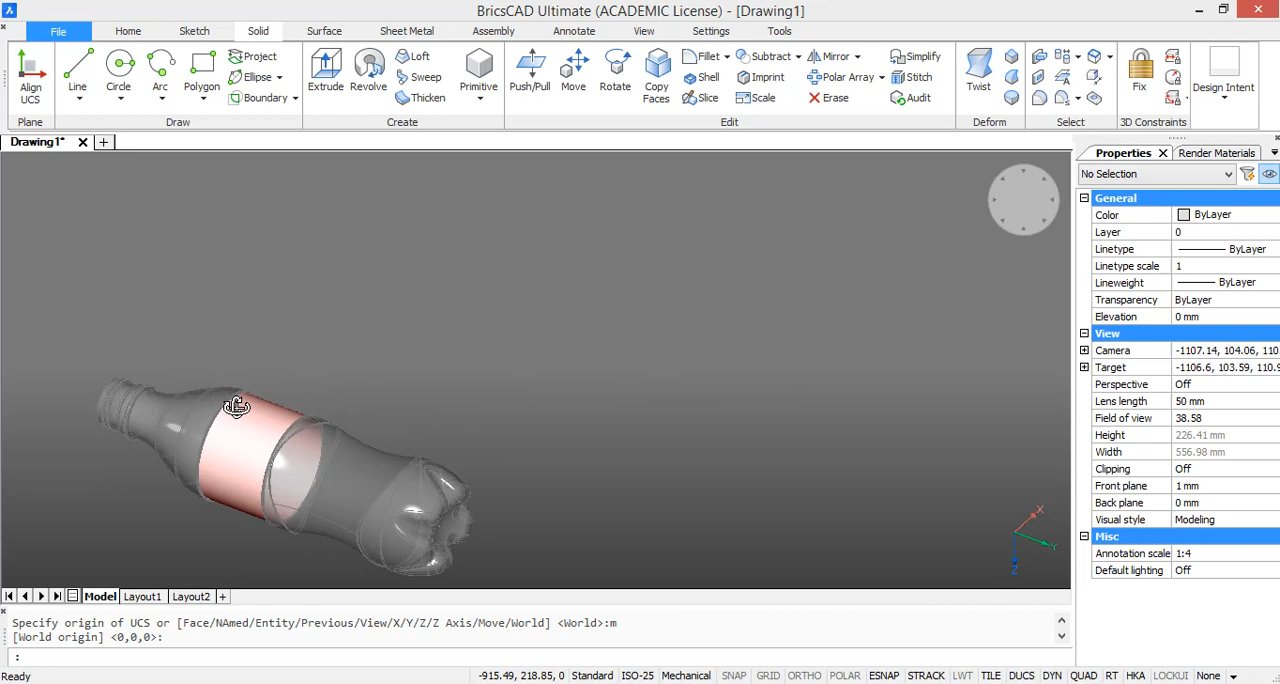 BricsCAD Ultimate (ACADEMIC License) - [Drawing1]
File Home Sketch Solid Surface Sheet Metal Assembly Annotate View Settings Tools
Align UCS
Line Circle Arc Polygon
Project
Ellipse
Boundary
Extrude Revolve
Loft
Sweep
Thicken
Primitive
Push/Pull Move Rotate Copy Faces
Fillet Subtract Mirror Simplify
Shell Imprint Polar Array Stitch
Slice Scale Erase Audit
Twist
Fix
Design Intent
Plane Draw Create Edit Deform Select 3D Constraints
Drawing1*
Properties Render Materials
No Selection
General
Color ByLayer
Layer 0
Linetype ByLayer
Linetype scale 1
Lineweight ByLayer
Transparency ByLayer
Elevation 0 mm
View
Camera -1107.14, 104.06, 110.
Target -1106.6, 103.59, 110.9
Perspective Off
Lens length 50 mm
Field of view 38.58
Height 226.41 mm
Width 556.98 mm
Clipping Off
Front plane 1 mm
Back plane 0 mm
Visual style Modeling
Misc
Annotation scale 1:4
Default lighting Off
X
Y
Z
Model Layout1 Layout2
Specify origin of UCS or [Face/NAmed/Entity/Previous/View/X/Y/Z/Z Axis/Move/World] <World>:m
[World origin] <0,0,0>:
:
Ready -915.49, 218.85, 0 Standard ISO-25 Mechanical SNAP GRID ORTHO POLAR ESNAP STRACK LWT TILE DUCS DYN QUAD RT HKA LOCKUI None